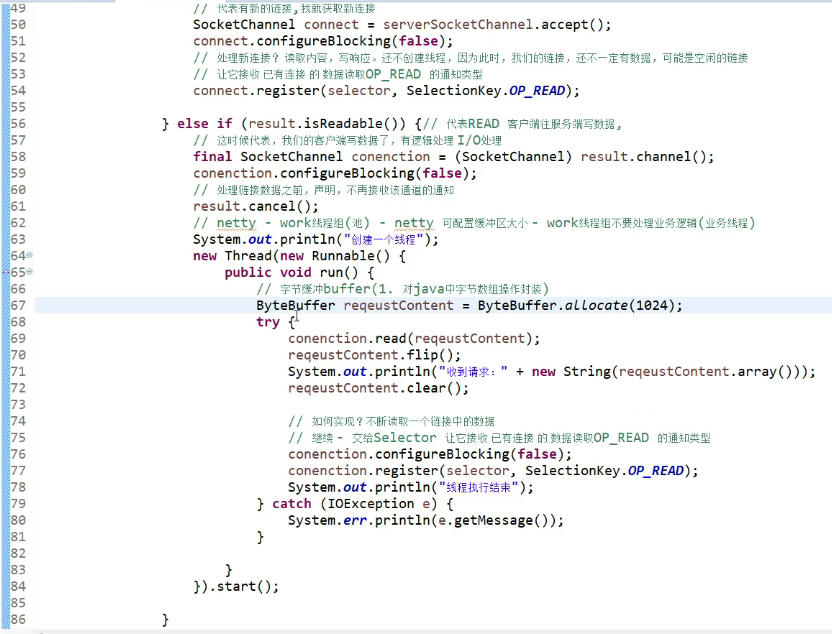 49 // 代表有新的链接,我就获取新连接
50 SocketChannel connect = serverSocketChannel.accept();
51 connect.configureBlocking(false);
52 // 处理新连接? 读取内容, 写响应。还不创建线程, 因为此时, 我们的链接, 还不一定有数据, 可能是空闲的链接
53 // 让它接收 已有连接 的 数据读取OP_READ 的通知类型
54 connect.register(selector, SelectionKey.OP_READ);
55
56 } else if (result.isReadable()) {// 代表READ 客户端往服务端写数据,
57 // 这时候代表, 我们的客户端写数据了, 有逻辑处理 I/O处理
58 final SocketChannel conenction = (SocketChannel) result.channel();
59 conenction.configureBlocking(false);
60 // 处理链接数据之前, 声明, 不再接收该通道的通知
61 result.cancel();
62 // netty - work线程组(池) - netty 可配置缓冲区大小 - work线程组不要处理业务逻辑(业务线程)
63 System.out.println("创建一个线程");
64 new Thread(new Runnable() {
65 public void run() {
66 // 字节缓冲buffer(1. 对java中字节数组操作封装)
67 ByteBuffer reqeustContent = ByteBuffer.allocate(1024);
68 try {
69 conenction.read(reqeustContent);
70 reqeustContent.flip();
71 System.out.println("收到请求: " + new String(reqeustContent.array()));
72 reqeustContent.clear();
73
74 // 如何实现? 不断读取一个链接中的数据
75 // 继续 - 交给Selector 让它接收 已有连接 的 数据读取OP_READ 的通知类型
76 conenction.configureBlocking(false);
77 conenction.register(selector, SelectionKey.OP_READ);
78 System.out.println("线程执行结束");
79 } catch (IOException e) {
80 System.err.println(e.getMessage());
81 }
82
83 }
84 }).start();
85
86 }